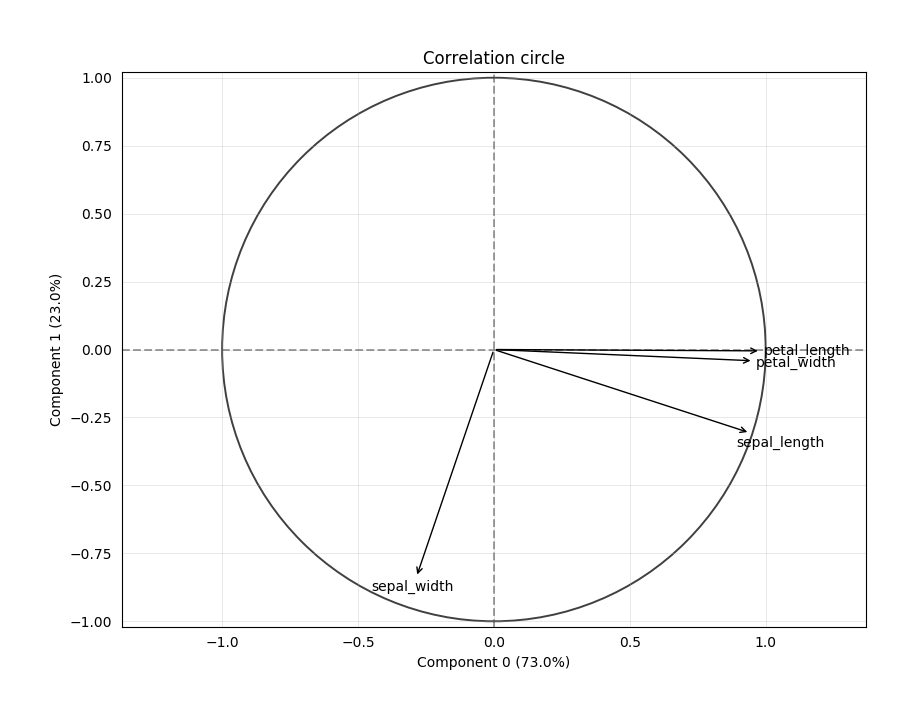 Correlation circle
1.00
0.75
0.50
0.25
0.00
−0.25
−0.50
−0.75
−1.00
Component 1 (23.0%)
petal_length
petal_width
sepal_length
sepal_width
−1.0
−0.5
0.0
0.5
1.0
Component 0 (73.0%)